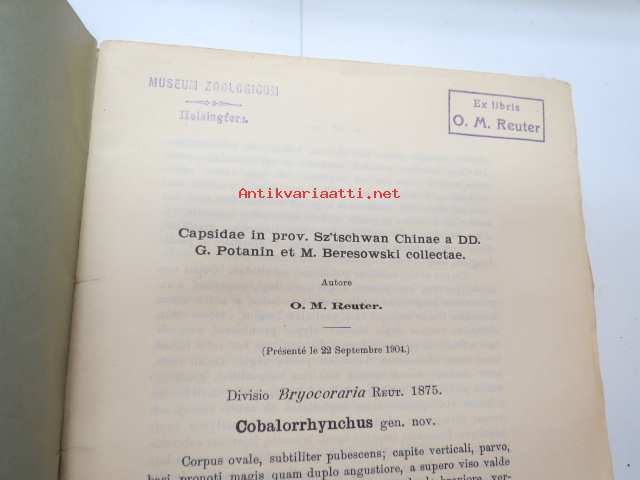 MUSEUM ZOOLOGICUM
Helsingfors.
Ex libris
O. M. Reuter
Antikvariaatti.net
Capsidae in prov. Sz'tschwan Chinae a DD.
G. Potanin et M. Beresowski collectae.
Autore
O. M. Reuter.
(Présenté le 22 Septembre 1904.)
Divisio Bryocoraria Reut. 1875.
Cobalorrhynchus gen. nov.
Corpus ovale, subtiliter pubescens; capite verticali, parvo,
basi pronoti magis quam duplo angustiore, a supero viso valde
breviore, ver-